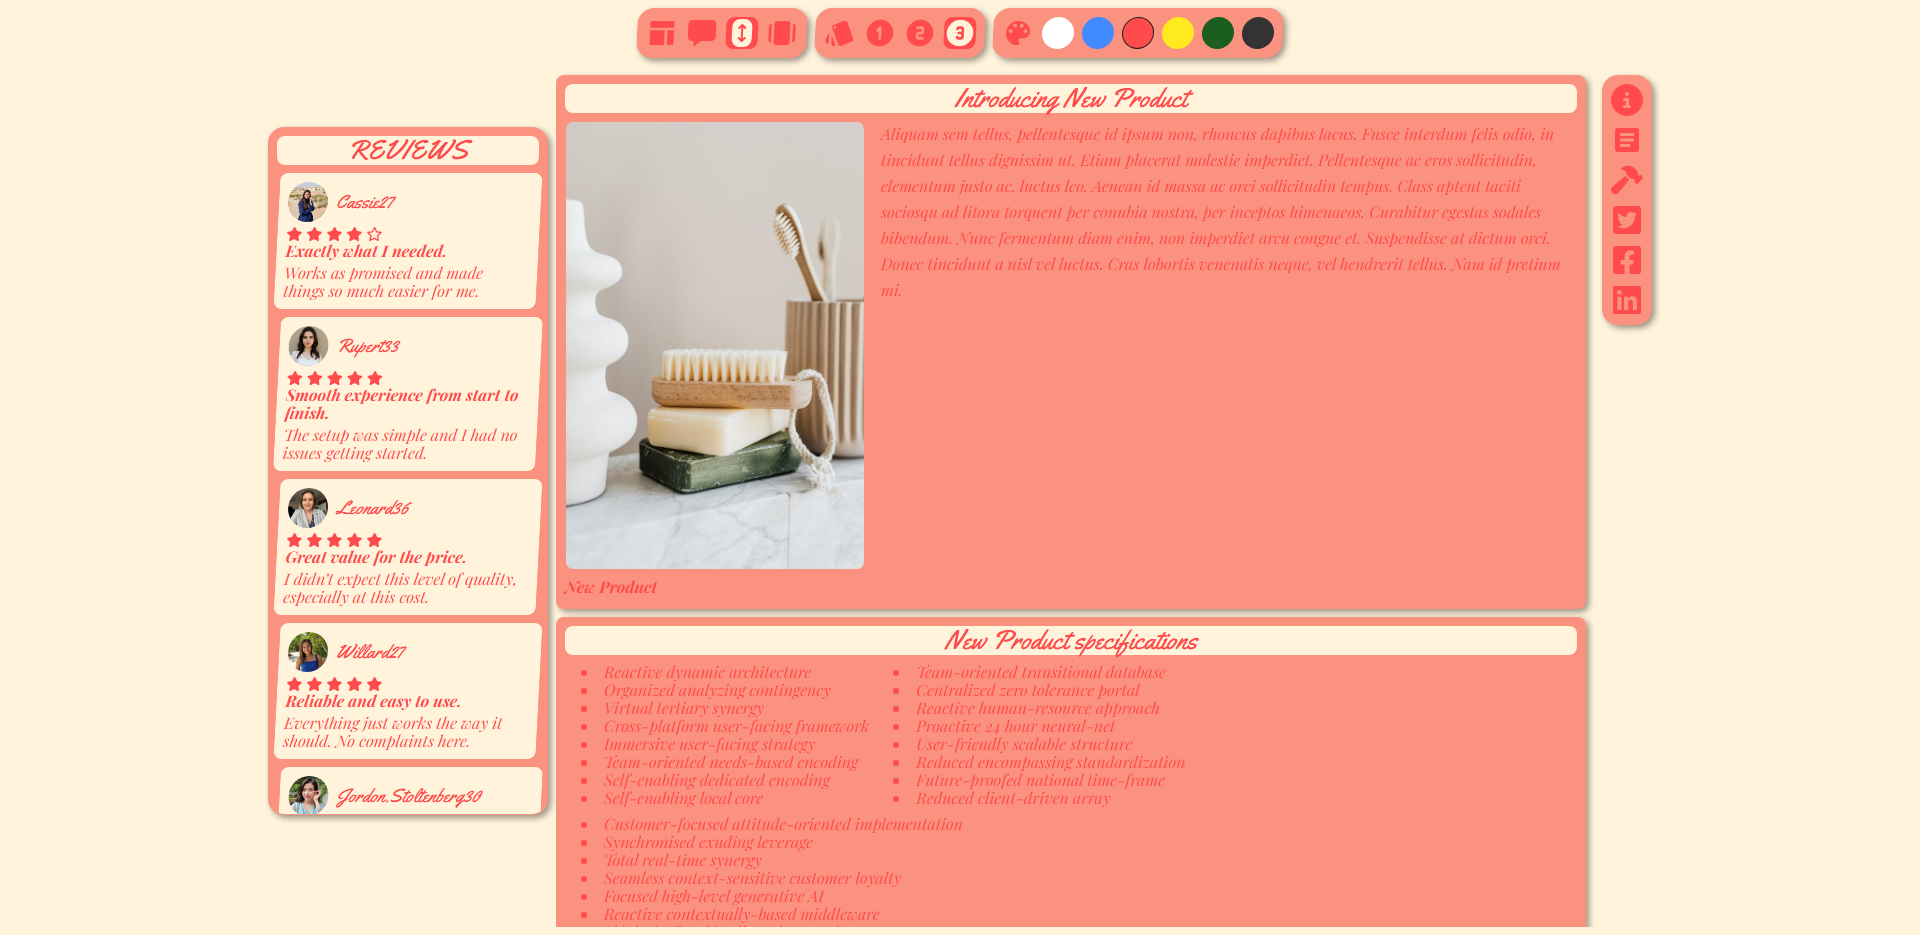 1
2
3
REVIEWS
Cassie27
Exactly what I needed.
Works as promised and made
things so much easier for me.
Rupert33
Smooth experience from start to
finish.
The setup was simple and I had no
issues getting started.
Leonard36
Great value for the price.
I didn't expect this level of quality,
especially at this cost.
Willard27
Reliable and easy to use.
Everything just works the way it
should. No complaints here.
Jordon.Stoltenberg30
Introducing New Product
Aliquam sem tellus, pellentesque id ipsum non, rhoncus dapibus lacus. Fusce interdum felis odio, in
tincidunt tellus dignissim ut. Etiam placerat molestie imperdiet. Pellentesque ac eros sollicitudin,
elementum justo ac, luctus leo. Aenean id massa ac orci sollicitudin tempus. Class aptent taciti
sociosqu ad litora torquent per conubia nostra, per inceptos himenaeos. Curabitur egestas sodales
bibendum. Nunc fermentum diam enim, non imperdiet arcu congue et. Suspendisse at dictum orci.
Donec tincidunt a nisl vel luctus. Cras lobortis venenatis neque, vel hendrerit tellus. Nam id pretium
mi.
New Product
New Product specifications
Reactive dynamic architecture
Organized analyzing contingency
Virtual tertiary synergy
Cross-platform user-facing framework
Immersive user-facing strategy
Team-oriented needs-based encoding
Self-enabling dedicated encoding
Self-enabling local core
Team-oriented transitional database
Centralized zero tolerance portal
Reactive human-resource approach
Proactive 24 hour neural-net
User-friendly scalable structure
Reduced encompassing standardization
Future-proofed national time-frame
Reduced client-driven array
Customer-focused attitude-oriented implementation
Synchronised exuding leverage
Total real-time synergy
Seamless context-sensitive customer loyalty
Focused high-level generative AI
Reactive contextually-based middleware